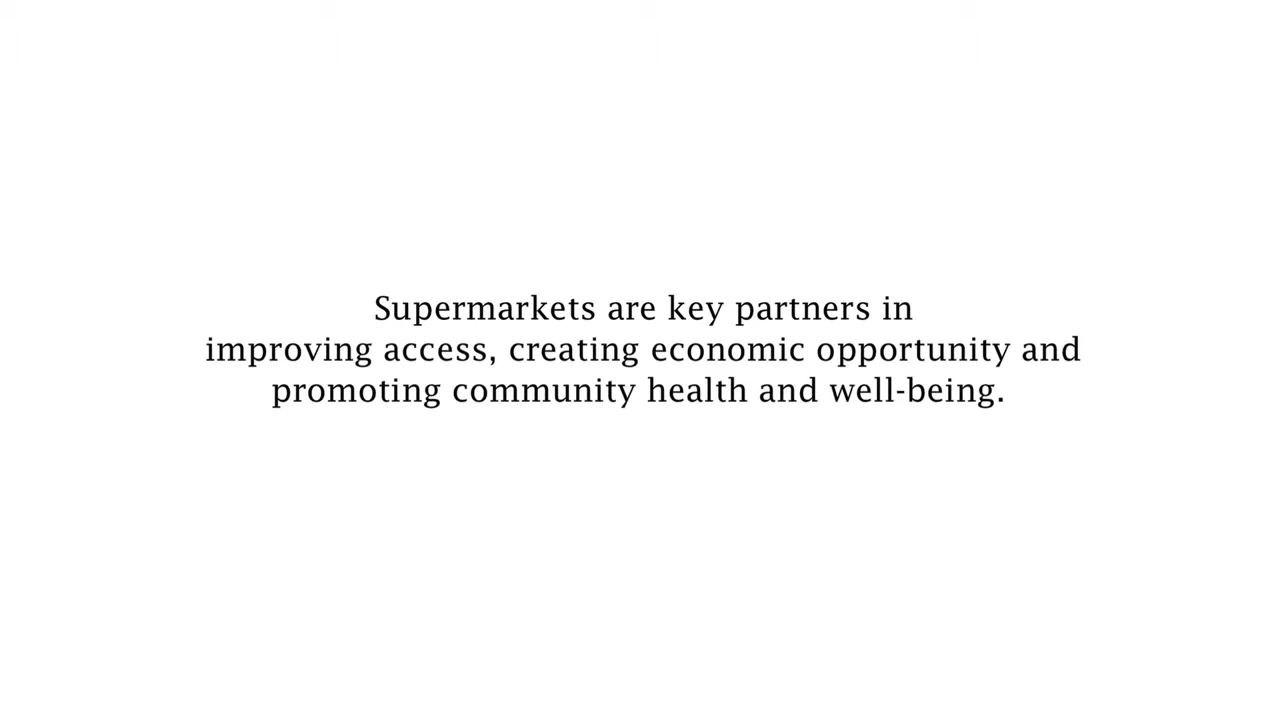 Supermarkets are key partners in
improving access, creating economic opportunity and
promoting community health and well-being.